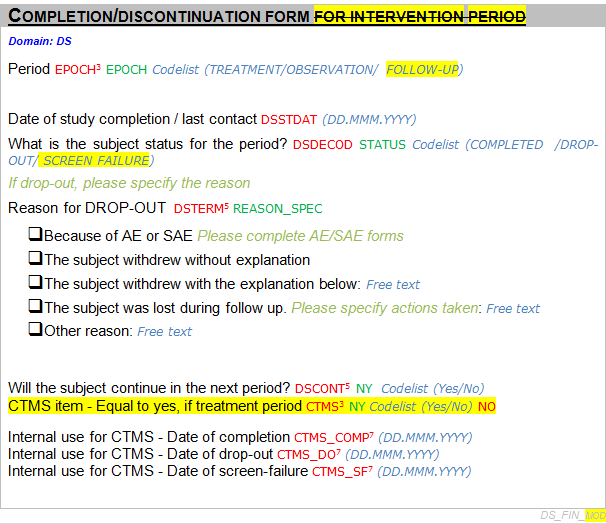 COMPLETION/DISCONTINUATION FORM FOR INTERVENTION PERIOD
Domain: DS
Period EPOCH³ EPOCH Codelist (TREATMENT/OBSERVATION/ FOLLOW-UP)
Date of study completion / last contact DSSTDAT (DD.MMM.YYYY)
What is the subject status for the period? DSDECOD STATUS Codelist (COMPLETED /DROP-
OUT/ SCREEN FAILURE)
If drop-out, please specify the reason
Reason for DROP-OUT DSTERM⁵ REASON_SPEC
❑Because of AE or SAE Please complete AE/SAE forms
❑The subject withdrew without explanation
❑The subject withdrew with the explanation below: Free text
❑The subject was lost during follow up. Please specify actions taken: Free text
❑Other reason: Free text
Will the subject continue in the next period? DSCONT⁵ NY Codelist (Yes/No)
CTMS item - Equal to yes, if treatment period CTMS³ NY Codelist (Yes/No) NO
Internal use for CTMS - Date of completion CTMS_COMP⁷ (DD.MMM.YYYY)
Internal use for CTMS - Date of drop-out CTMS_DO⁷ (DD.MMM.YYYY)
Internal use for CTMS - Date of screen-failure CTMS_SF⁷ (DD.MMM.YYYY)
DS_FIN_MOD